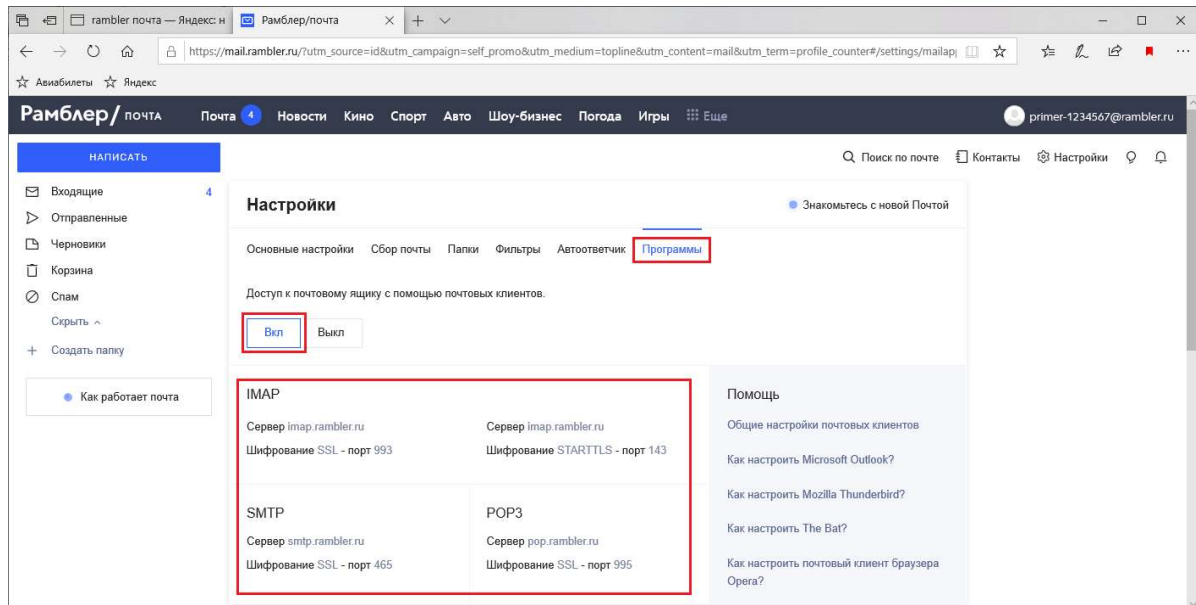 rambler почта — Яндекс: н
Рамблер/почта
https://mail.rambler.ru/?utm_source=id&utm_campaign=self_promo&utm_medium=topline&utm_content=mail&utm_term=profile_counter#/settings/mailap
Авиабилеты Яндекс
Рамблер/ почта Почта 4 Новости Кино Спорт Авто Шоу-бизнес Погода Игры Еще primer-1234567@rambler.ru
НАПИСАТЬ
Поиск по почте Контакты Настройки
Входящие 4
Отправленные
Черновики
Корзина
Спам
Скрыть
Создать папку
Как работает почта
Настройки
Знакомьтесь с новой Почтой
Основные настройки Сбор почты Папки Фильтры Автоответчик Программы
Доступ к почтовому ящику с помощью почтовых клиентов.
Вкл Выкл
IMAP
Сервер imap.rambler.ru Сервер imap.rambler.ru
Шифрование SSL - порт 993 Шифрование STARTTLS - порт 143
SMTP POP3
Сервер smtp.rambler.ru Сервер pop.rambler.ru
Шифрование SSL - порт 465 Шифрование SSL - порт 995
Помощь
Общие настройки почтовых клиентов
Как настроить Microsoft Outlook?
Как настроить Mozilla Thunderbird?
Как настроить The Bat?
Как настроить почтовый клиент браузера
Opera?